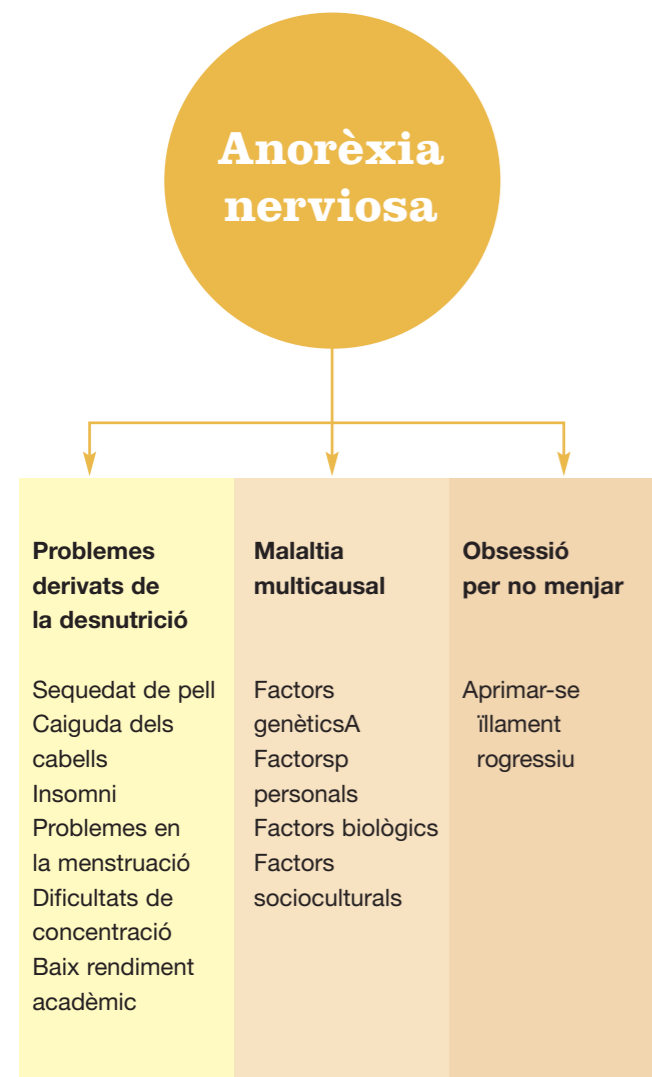 Anorèxia
nerviosa
Problemes
derivats de
la desnutrició
Sequedat de pell
Caiguda dels
cabells
Insomni
Problemes en
la menstruació
Dificultats de
concentració
Baix rendiment
acadèmic
Malaltia
multicausal
Factors
genèticsA
Factorsp
personals
Factors biològics
Factors
socioculturals
Obsessió
per no menjar
Aprimar-se
ïllament
rogressiu